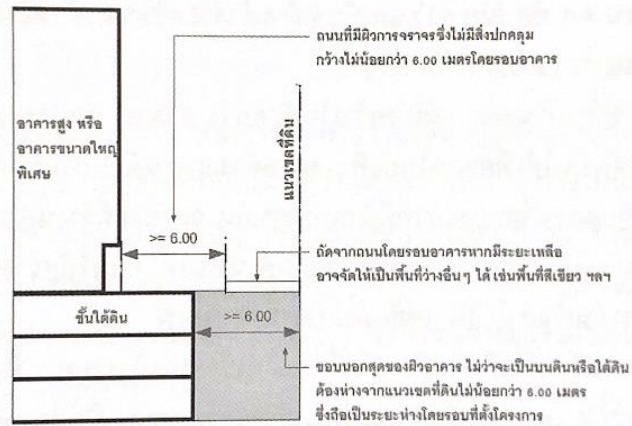 ถนนที่มีผิวการจราจรซึ่งไม่มีสิ่งปกคลุม
กว้างไม่น้อยกว่า 6.00 เมตรโดยรอบอาคาร
อาคารสูง หรือ
อาคารขนาดใหญ่
พิเศษ
แนวเขตที่ดิน
>= 6.00
ถัดจากถนนโดยรอบอาคารหากมีระยะเหลือ
อาจจัดให้เป็นพื้นที่ว่างอื่นๆ ได้ เช่นพื้นที่สีเขียว ฯลฯ
ชั้นใต้ดิน
>= 6.00
ขอบนอกสุดของผิวอาคาร ไม่ว่าจะเป็นบนดินหรือใต้ดิน
ต้องห่างจากแนวเขตที่ดินไม่น้อยกว่า 6.00 เมตร
ซึ่งถือเป็นระยะห่างโดยรอบที่ตั้งโครงการ